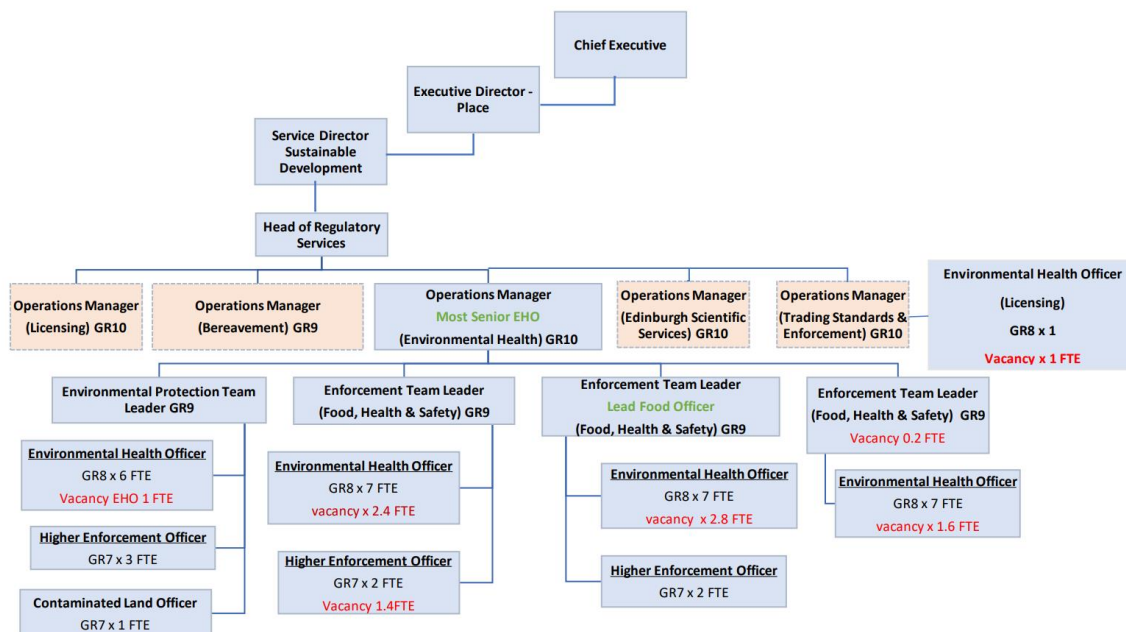 Chief Executive
Executive Director -
Place
Service Director
Sustainable
Development
Head of Regulatory
Services
Operations Manager
(Licensing) GR10
Operations Manager
(Bereavement) GR9
Operations Manager
Most Senior EHO
(Environmental Health) GR10
Operations Manager
(Edinburgh Scientific
Services) GR10
Operations Manager
(Trading Standards &
Enforcement) GR10
Environmental Health Officer
(Licensing)
GR8 x 1
Vacancy x 1 FTE
Environmental Protection Team
Leader GR9
Environmental Health Officer
GR8 x 6 FTE
Vacancy EHO 1 FTE
Higher Enforcement Officer
GR7 x 3 FTE
Contaminated Land Officer
GR7 x 1 FTE
Enforcement Team Leader
(Food, Health & Safety) GR9
Environmental Health Officer
GR8 x 7 FTE
vacancy x 2.4 FTE
Higher Enforcement Officer
GR7 x 2 FTE
Vacancy 1.4FTE
Enforcement Team Leader
Lead Food Officer
(Food, Health & Safety) GR9
Environmental Health Officer
GR8 x 7 FTE
vacancy x 2.8 FTE
Higher Enforcement Officer
GR7 x 2 FTE
Enforcement Team Leader
(Food, Health & Safety) GR9
Vacancy 0.2 FTE
Environmental Health Officer
GR8 x 7 FTE
vacancy x 1.6 FTE